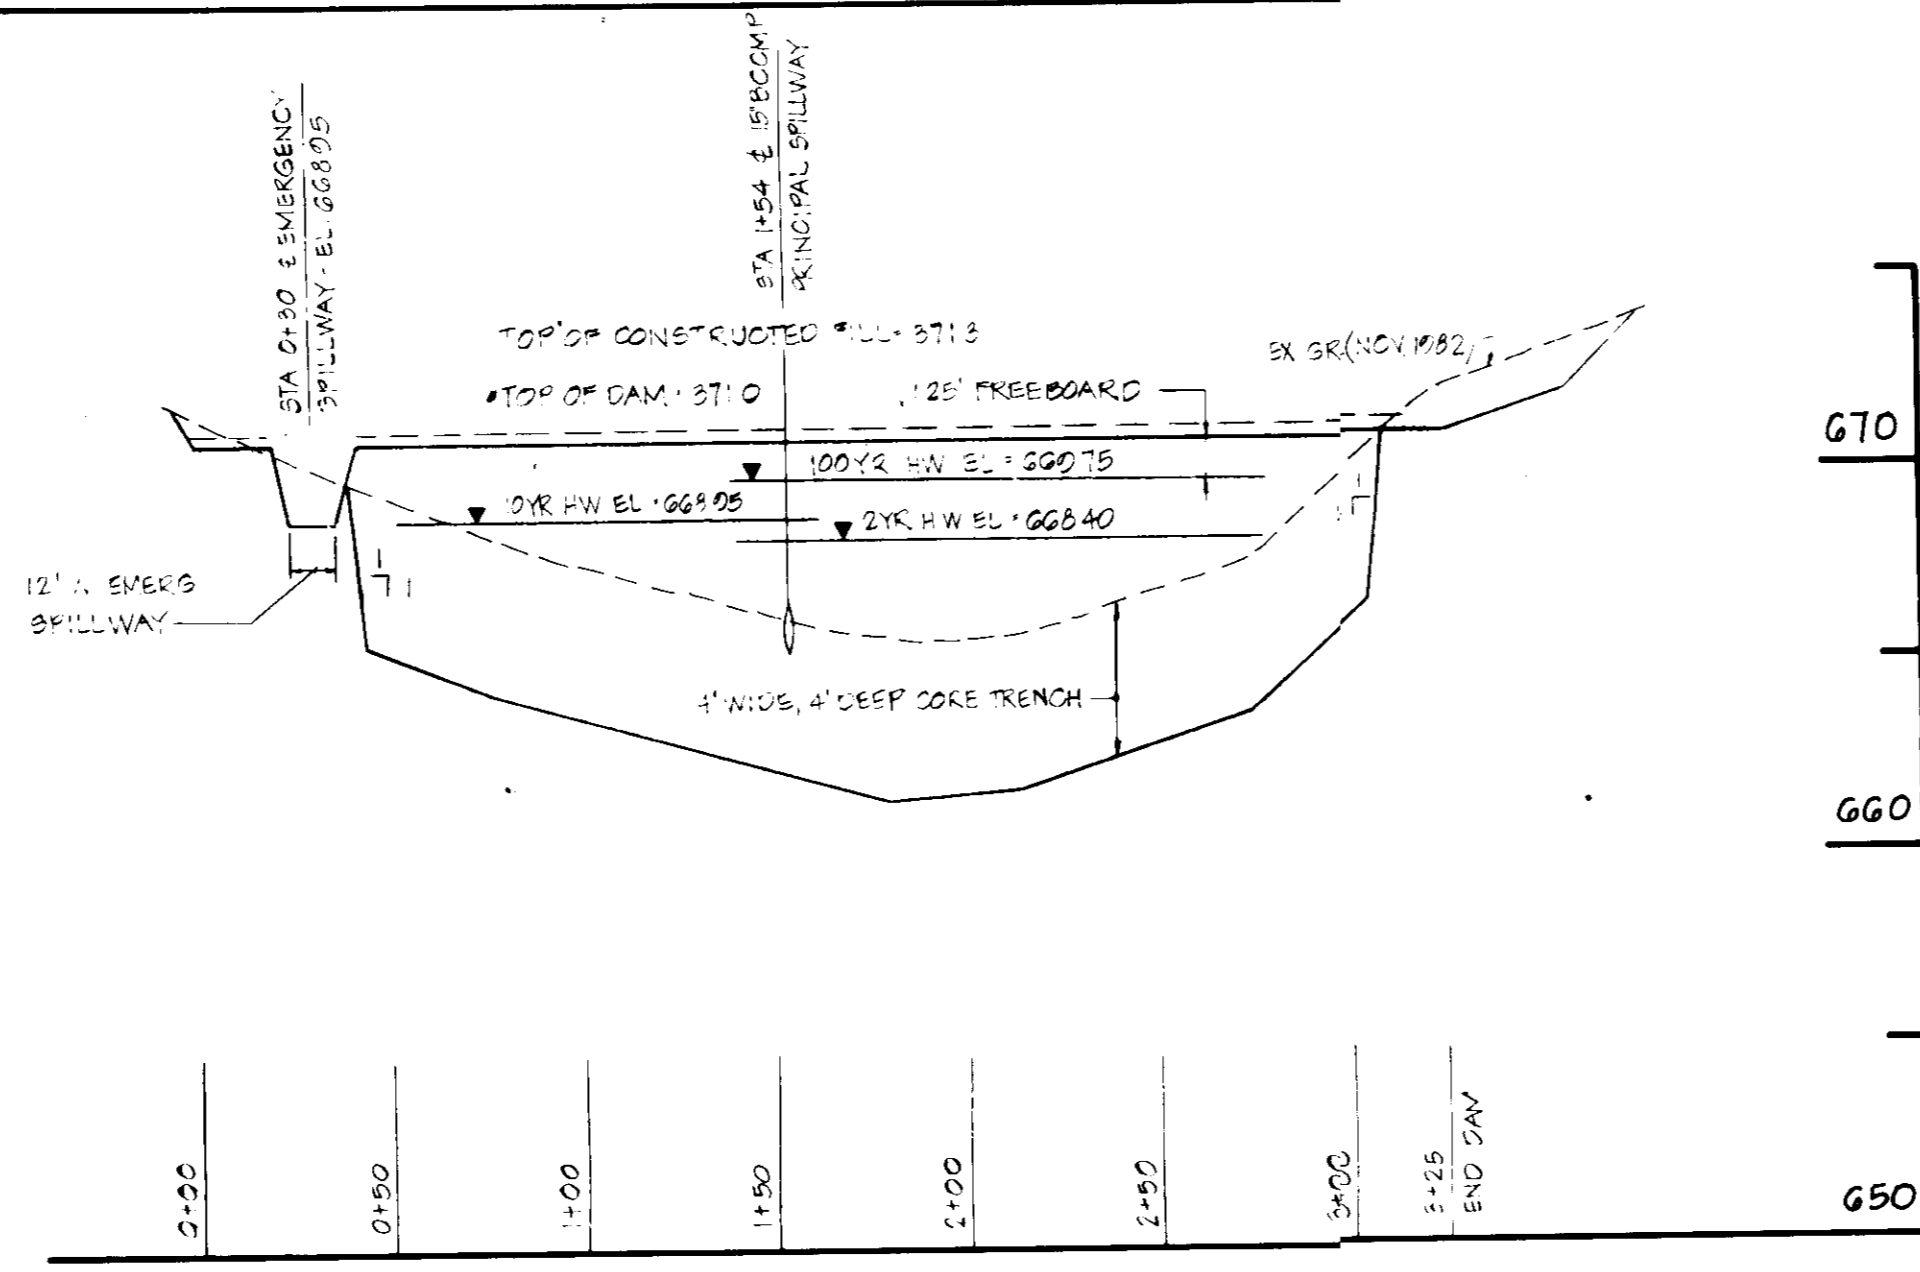 STA 0+30 ℄ EMERGENCY
SPILLWAY - EL. 668.95
STA 1+54 ℄ 15" BCCMP
PRINCIPAL SPILLWAY
TOP OF CONSTRUCTED FILL = 371.3
TOP OF DAM = 371.0
1.25' FREEBOARD
EX GR. (NOV. 1982)
100YR HW EL = 669.75
10YR HW EL = 668.95
2YR HW EL = 668.40
12' EMERG
SPILLWAY
1
1
1
1
4' WIDE, 4' DEEP CORE TRENCH
670
660
650
0+00
0+50
1+00
1+50
2+00
2+50
3+00
3+25
END DAM